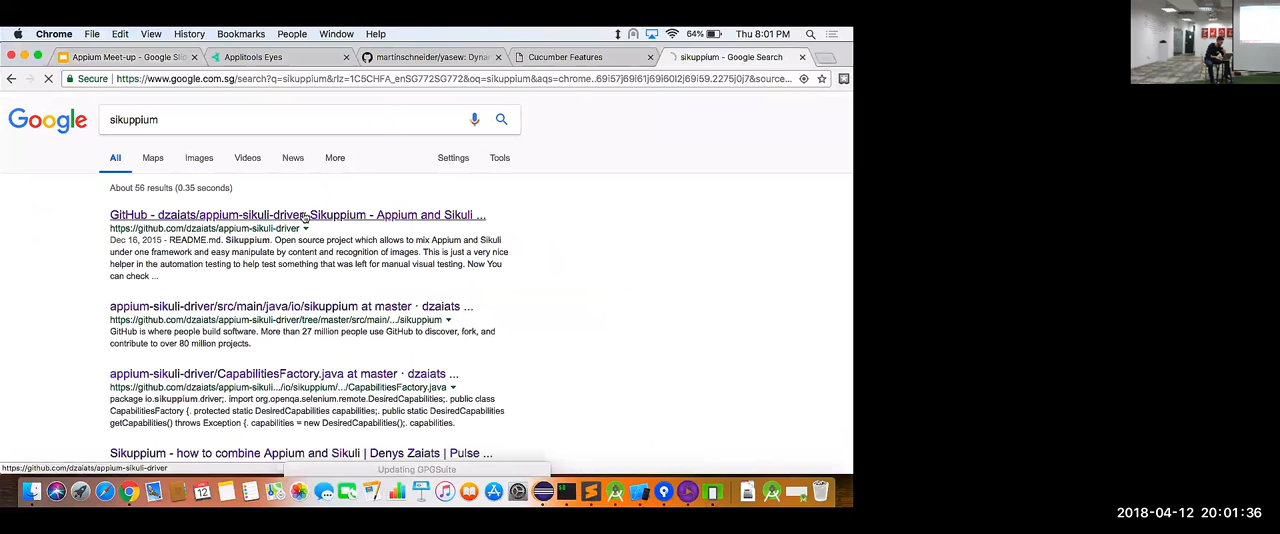 Chrome File Edit View History Bookmarks People Window Help 64% Thu 8:01 PM
Appium Meet-up - Google Slid × Applitools Eyes × martinschneider/yasew: Dyna × Cucumber Features × sikuppium - Google Search ×
Secure https://www.google.com.sg/search?q=sikuppium&rlz=1C5CHFA_enSG772SG772&oq=sikuppium&aqs=chrome..69i57j69i61j69i60l2j69i59.2275j0j7&source...
Google sikuppium
All Maps Images Videos News More Settings Tools
About 56 results (0.35 seconds)
GitHub - dzaiats/appium-sikuli-driver: Sikuppium - Appium and Sikuli ...
https://github.com/dzaiats/appium-sikuli-driver
Dec 16, 2015 - README.md. Sikuppium. Open source project which allows to mix Appium and Sikuli
under one framework and easy manipulate by content and recognition of images. This is just a very nice
helper in the automation testing to help test something that was left for manual visual testing. Now You
can check ...
appium-sikuli-driver/src/main/java/io/sikuppium at master · dzaiats ...
https://github.com/dzaiats/appium-sikuli-driver/tree/master/src/main/.../sikuppium
GitHub is where people build software. More than 27 million people use GitHub to discover, fork, and
contribute to over 80 million projects.
appium-sikuli-driver/CapabilitiesFactory.java at master · dzaiats ...
https://github.com/dzaiats/appium-sikuli.../io/sikuppium/.../CapabilitiesFactory.java
package io.sikuppium.driver;. import org.openqa.selenium.remote.DesiredCapabilities;. public class
CapabilitiesFactory {. protected static DesiredCapabilities capabilities;. public static DesiredCapabilities
getCapabilities() throws Exception {. capabilities = new DesiredCapabilities();. capabilities.
Sikuppium - how to combine Appium and Sikuli | Denys Zaiats | Pulse ...
https://github.com/dzaiats/appium-sikuli-driver
Updating GPGSuite
12
2018-04-12 20:01:36